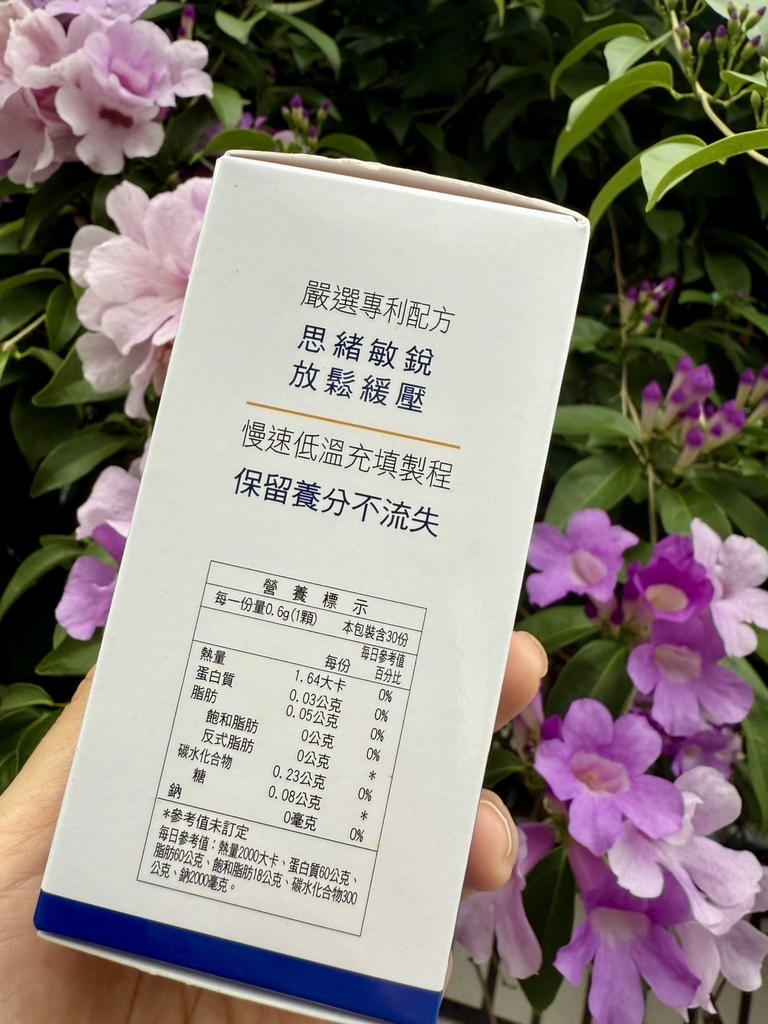 嚴選專利配方
思緒敏銳
放鬆緩壓
慢速低溫充填製程
保留養分不流失
營養標示
每一份量0.6g(1顆) 本包裝含30份
每份 每日參考值百分比
熱量 1.64大卡 0%
蛋白質 0.03公克 0%
脂肪 0.05公克 0%
飽和脂肪 0公克 0%
反式脂肪 0公克 *
碳水化合物 0.23公克 0%
糖 0.08公克 *
鈉 0毫克 0%
*參考值未訂定
每日參考值：熱量2000大卡、蛋白質60公克、
脂肪60公克、飽和脂肪18公克、碳水化合物300
公克、鈉2000毫克。